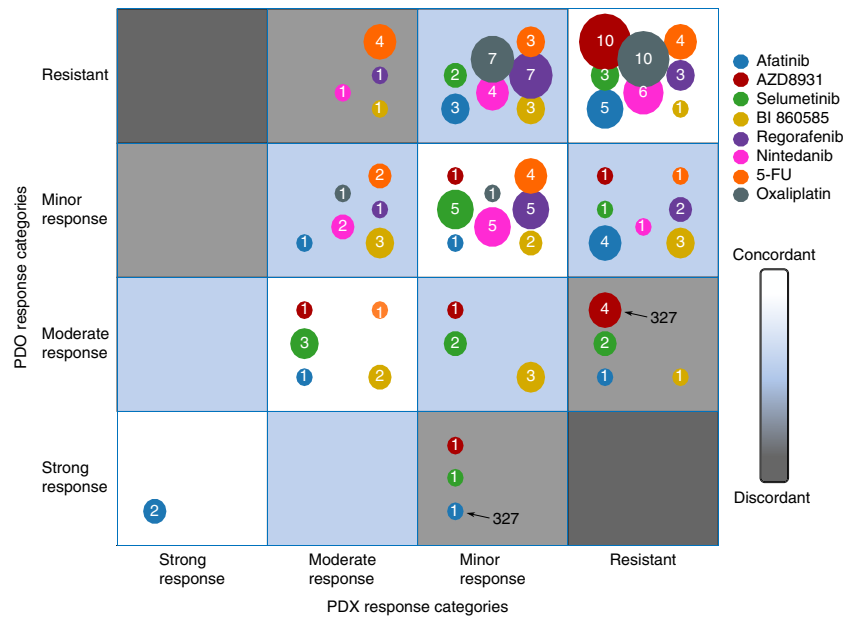 PDO response categories
Resistant
4
1
1
1
3
7
7
2
4
3
3
10
10
4
3
3
6
5
1
Minor
response
2
1
1
2
3
1
1
1
4
5
5
5
1
2
1
1
1
2
1
4
3
Moderate
response
1
1
3
1
2
1
2
3
4
327
2
1
1
Strong
response
2
1
1
1
327
Strong
response
Moderate
response
Minor
response
Resistant
PDX response categories
Afatinib
AZD8931
Selumetinib
BI 860585
Regorafenib
Nintedanib
5-FU
Oxaliplatin
Concordant
Discordant